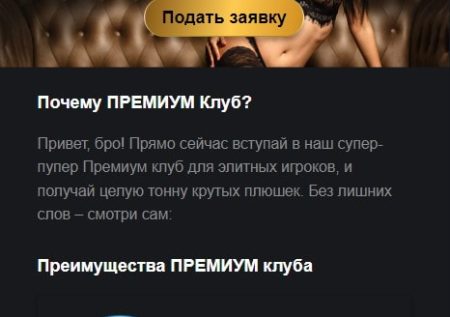 Подать заявку
Почему ПРЕМИУМ Клуб?
Привет, бро! Прямо сейчас вступай в наш супер-
пупер Премиум клуб для элитных игроков, и
получай целую тонну крутых плюшек. Без лишних
слов – смотри сам:
Преимущества ПРЕМИУМ клуба